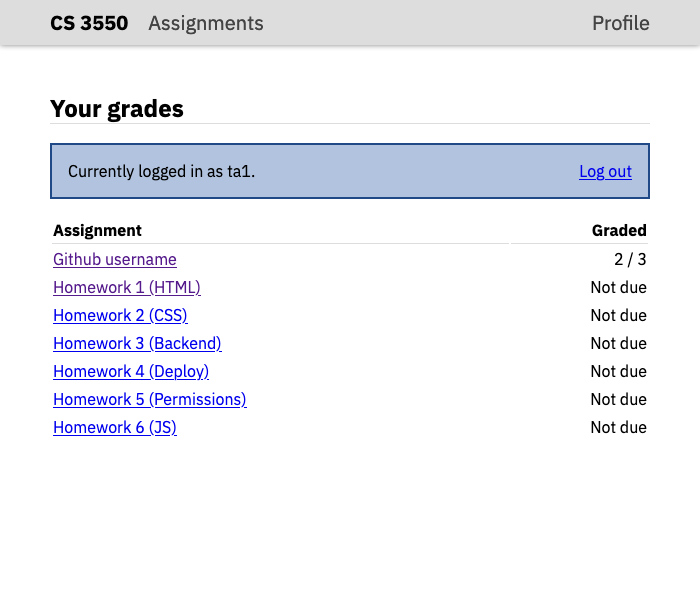 CS 3550 Assignments Profile
Your grades
Currently logged in as ta1. Log out
Assignment Graded
Github username 2 / 3
Homework 1 (HTML) Not due
Homework 2 (CSS) Not due
Homework 3 (Backend) Not due
Homework 4 (Deploy) Not due
Homework 5 (Permissions) Not due
Homework 6 (JS) Not due